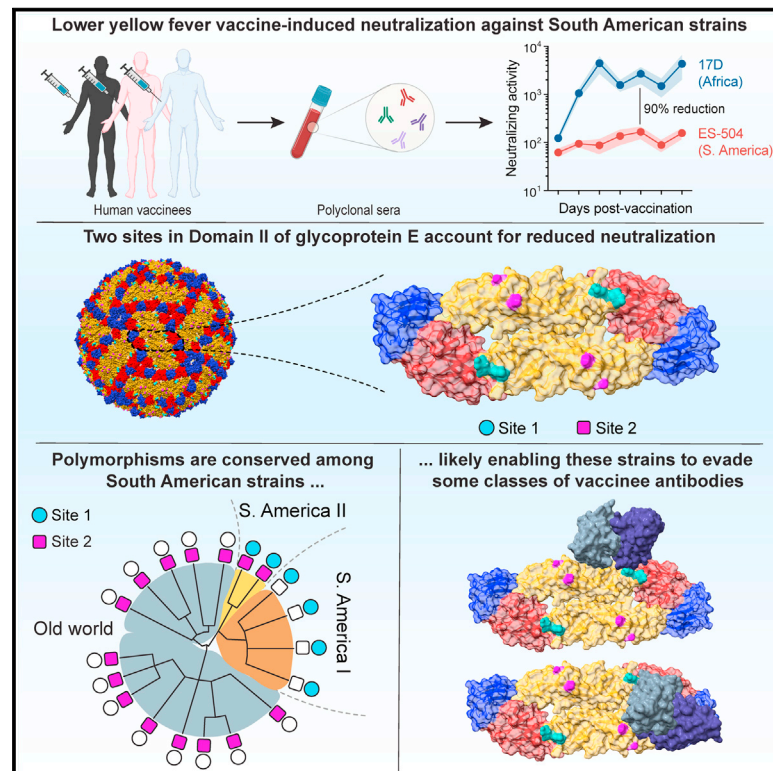 Lower yellow fever vaccine-induced neutralization against South American strains
Human vaccinees
Polyclonal sera
Neutralizing activity
10⁴
10³
10²
10¹
17D
(Africa)
90% reduction
ES-504
(S. America)
Days post-vaccination
Two sites in Domain II of glycoprotein E account for reduced neutralization
Site 1
Site 2
Polymorphisms are conserved among
South American strains ...
Site 1
Site 2
S. America II
S. America I
Old world
... likely enabling these strains to evade
some classes of vaccinee antibodies